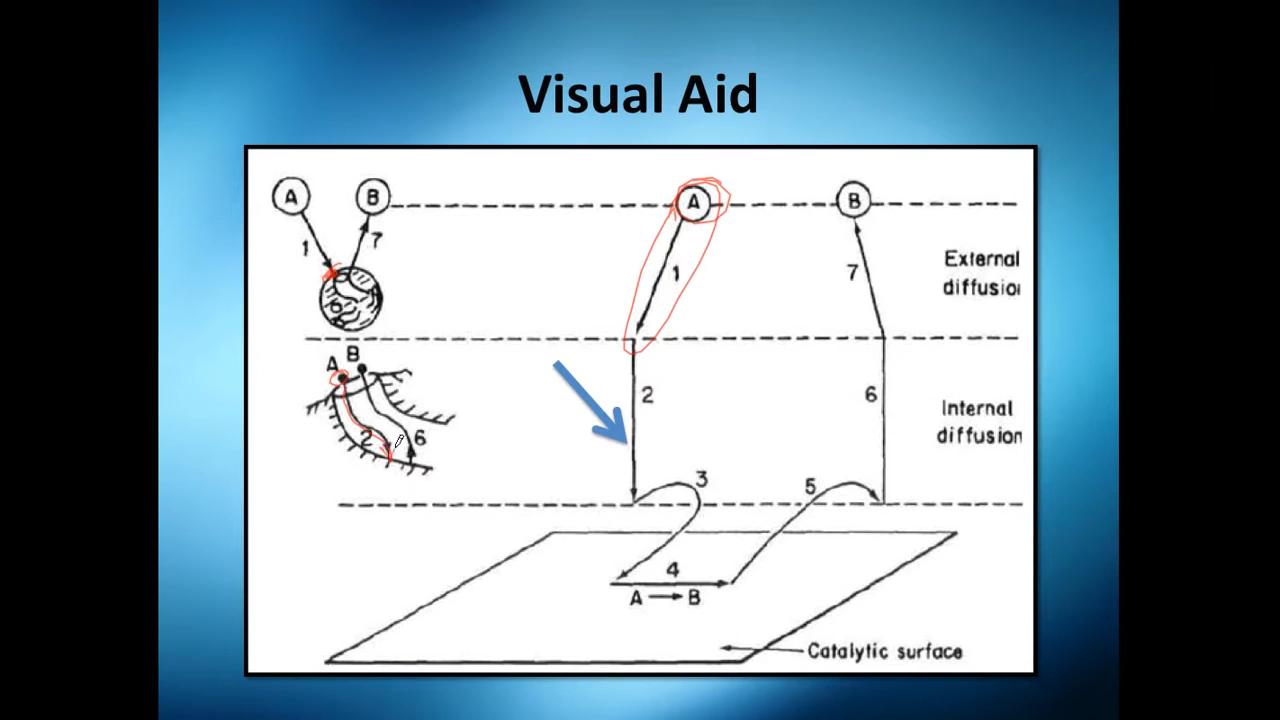 Visual Aid
A B A B
1 7 1 7
External
diffusio
A B
2 6 2 6
Internal
diffusion
3 5
4
A → B
Catalytic surface